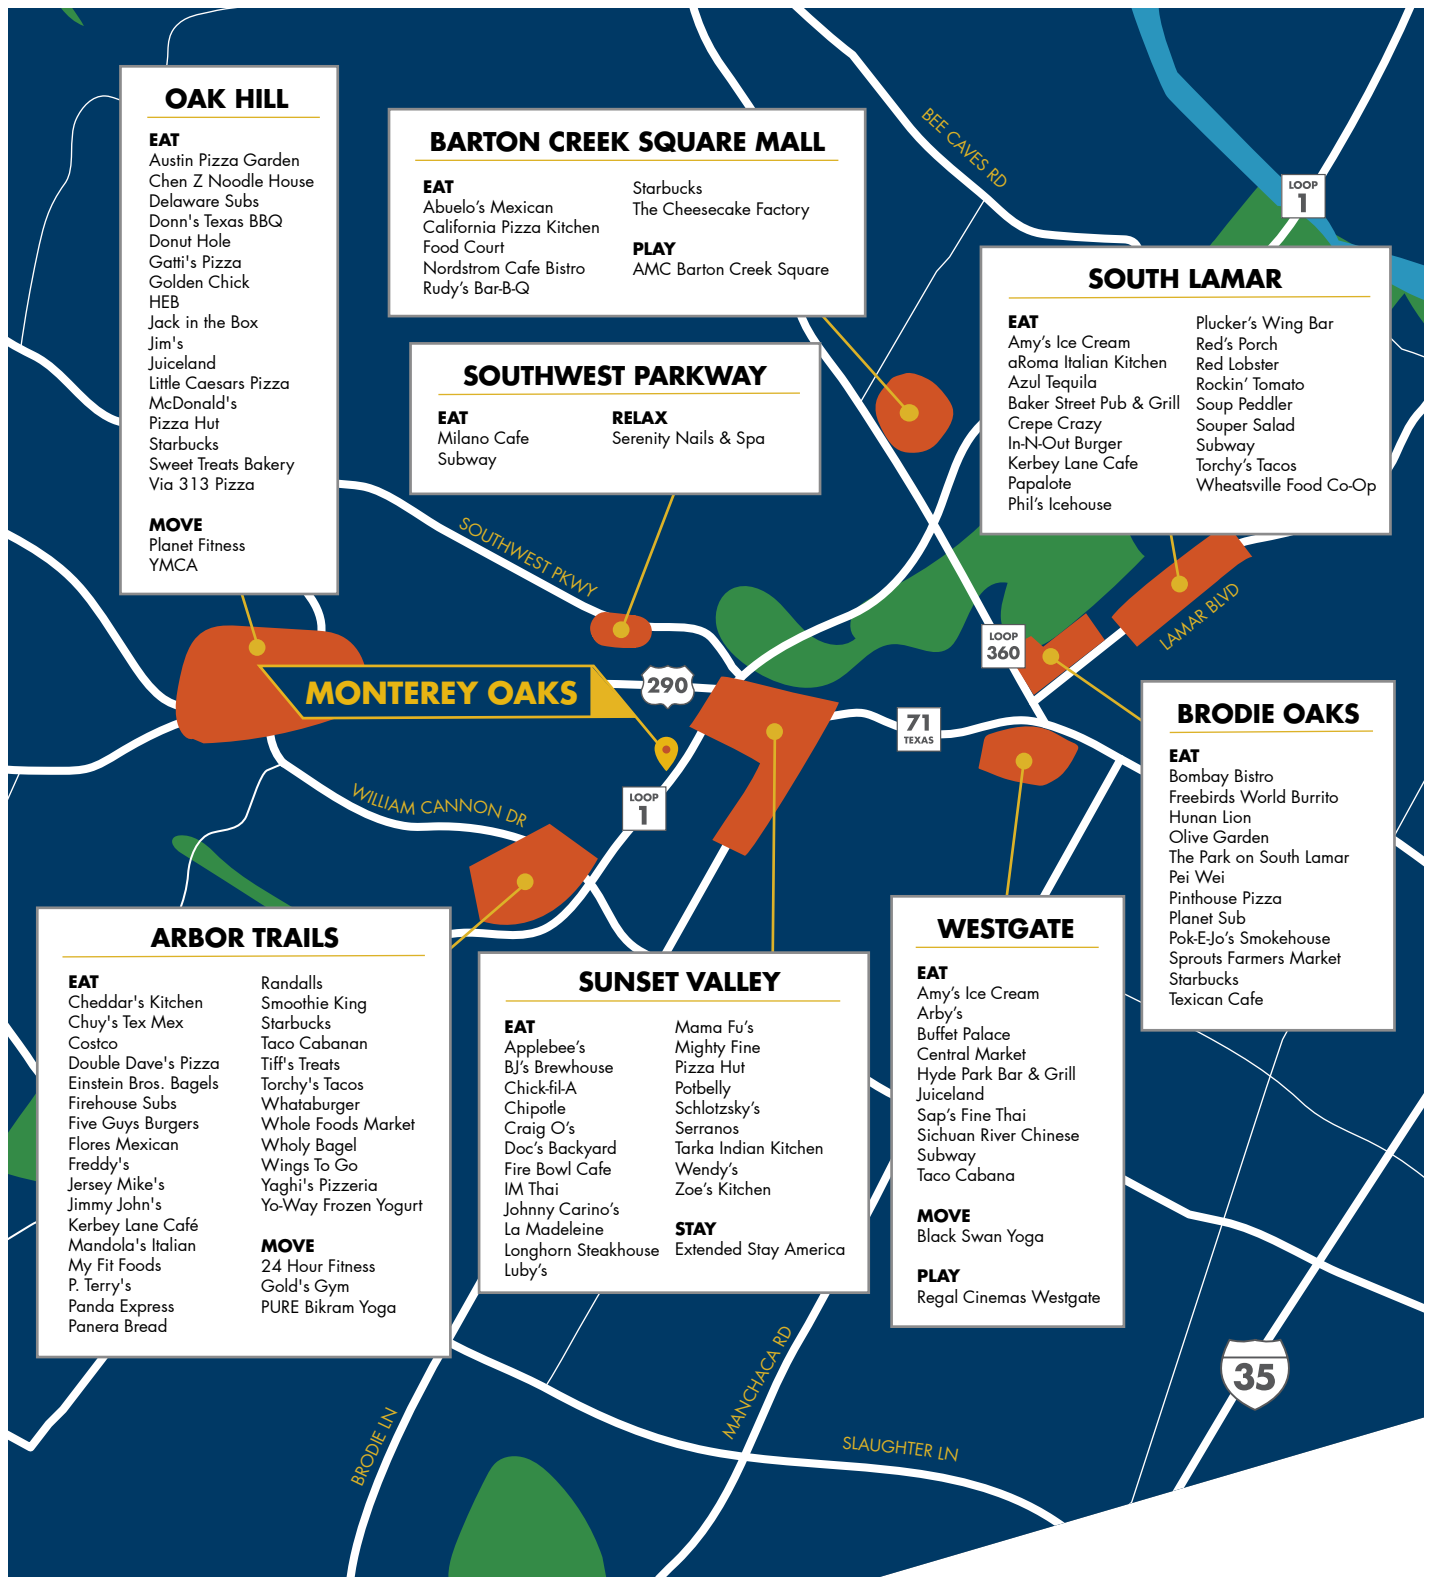 OAK HILL
EAT
Austin Pizza Garden
Chen Z Noodle House
Delaware Subs
Donn's Texas BBQ
Donut Hole
Gatti's Pizza
Golden Chick
HEB
Jack in the Box
Jim's
Juiceland
Little Caesars Pizza
McDonald's
Pizza Hut
Starbucks
Sweet Treats Bakery
Via 313 Pizza
MOVE
Planet Fitness
YMCA
BARTON CREEK SQUARE MALL
EAT
Abuelo’s Mexican
California Pizza Kitchen
Food Court
Nordstrom Cafe Bistro
Rudy’s Bar-B-Q
Starbucks
The Cheesecake Factory
PLAY
AMC Barton Creek Square
BEE CAVES RD
LOOP
1
SOUTH LAMAR
EAT
Amy’s Ice Cream
aRoma Italian Kitchen
Azul Tequila
Baker Street Pub & Grill
Crepe Crazy
In-N-Out Burger
Kerbey Lane Cafe
Papalote
Phil’s Icehouse
Plucker’s Wing Bar
Red’s Porch
Red Lobster
Rockin’ Tomato
Soup Peddler
Souper Salad
Subway
Torchy’s Tacos
Wheatsville Food Co-Op
SOUTHWEST PARKWAY
EAT
Milano Cafe
Subway
RELAX
Serenity Nails & Spa
SOUTHWEST PKWY
LAMAR BLVD
LOOP
360
MONTEREY OAKS
290
71
TEXAS
LOOP
1
WILLIAM CANNON DR
BRODIE OAKS
EAT
Bombay Bistro
Freebirds World Burrito
Hunan Lion
Olive Garden
The Park on South Lamar
Pei Wei
Pinthouse Pizza
Planet Sub
Pok-E-Jo’s Smokehouse
Sprouts Farmers Market
Starbucks
Texican Cafe
ARBOR TRAILS
EAT
Cheddar's Kitchen
Chuy's Tex Mex
Costco
Double Dave's Pizza
Einstein Bros. Bagels
Firehouse Subs
Five Guys Burgers
Flores Mexican
Freddy's
Jersey Mike's
Jimmy John's
Kerbey Lane Café
Mandola's Italian
My Fit Foods
P. Terry's
Panda Express
Panera Bread
Randalls
Smoothie King
Starbucks
Taco Cabanan
Tiff's Treats
Torchy's Tacos
Whataburger
Whole Foods Market
Wholy Bagel
Wings To Go
Yaghi's Pizzeria
Yo-Way Frozen Yogurt
MOVE
24 Hour Fitness
Gold's Gym
PURE Bikram Yoga
SUNSET VALLEY
EAT
Applebee’s
BJ’s Brewhouse
Chick-fil-A
Chipotle
Craig O’s
Doc’s Backyard
Fire Bowl Cafe
IM Thai
Johnny Carino’s
La Madeleine
Longhorn Steakhouse
Luby’s
Mama Fu’s
Mighty Fine
Pizza Hut
Potbelly
Schlotzsky’s
Serranos
Tarka Indian Kitchen
Wendy’s
Zoe’s Kitchen
STAY
Extended Stay America
WESTGATE
EAT
Amy’s Ice Cream
Arby’s
Buffet Palace
Central Market
Hyde Park Bar & Grill
Juiceland
Sap’s Fine Thai
Sichuan River Chinese
Subway
Taco Cabana
MOVE
Black Swan Yoga
PLAY
Regal Cinemas Westgate
35
BRODIE LN
MANCHACA RD
SLAUGHTER LN